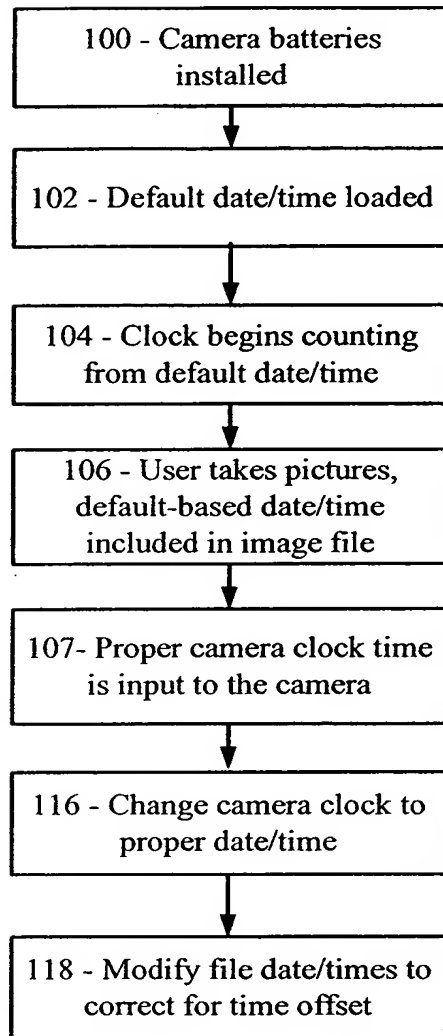 100 - Camera batteries
installed
102 - Default date/time loaded
104 - Clock begins counting
from default date/time
106 - User takes pictures,
default-based date/time
included in image file
107- Proper camera clock time
is input to the camera
116 - Change camera clock to
proper date/time
118 - Modify file date/times to
correct for time offset